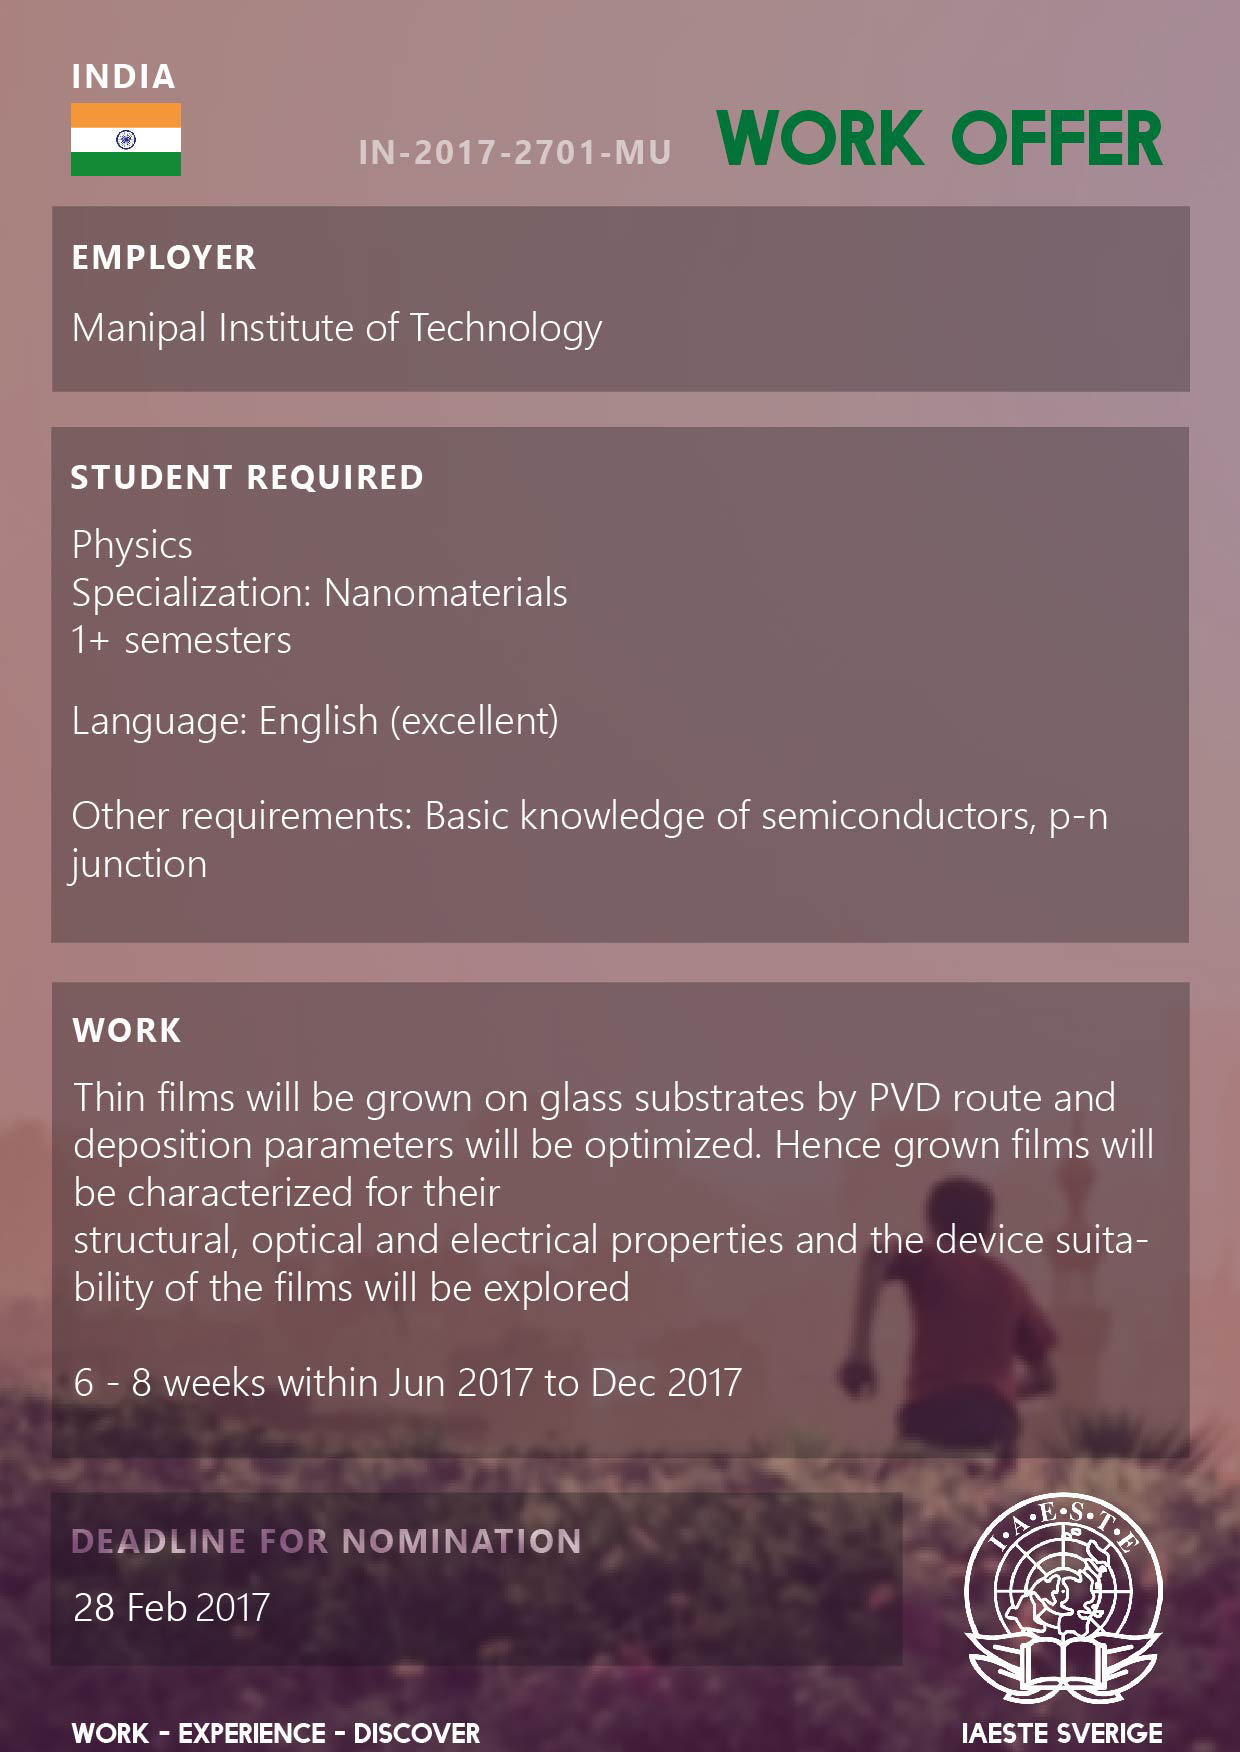 INDIA
IN-2017-2701-MU
WORK OFFER
EMPLOYER
Manipal Institute of Technology
STUDENT REQUIRED
Physics
Specialization: Nanomaterials
1+ semesters
Language: English (excellent)
Other requirements: Basic knowledge of semiconductors, p-n
junction
WORK
Thin films will be grown on glass substrates by PVD route and
deposition parameters will be optimized. Hence grown films will
be characterized for their
structural, optical and electrical properties and the device suita-
bility of the films will be explored
6 - 8 weeks within Jun 2017 to Dec 2017
DEADLINE FOR NOMINATION
28 Feb 2017
I·A·E·S·T·E
WORK - EXPERIENCE - DISCOVER
IAESTE SVERIGE